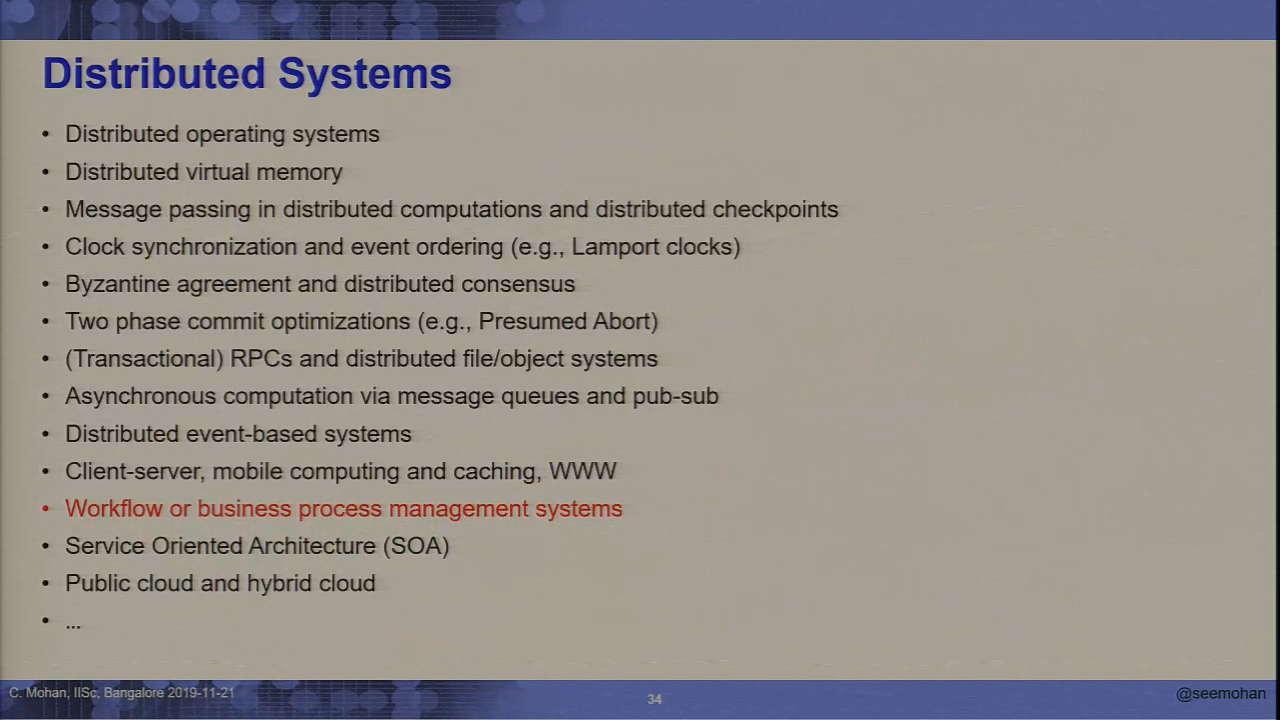 Distributed Systems
• Distributed operating systems
• Distributed virtual memory
• Message passing in distributed computations and distributed checkpoints
• Clock synchronization and event ordering (e.g., Lamport clocks)
• Byzantine agreement and distributed consensus
• Two phase commit optimizations (e.g., Presumed Abort)
• (Transactional) RPCs and distributed file/object systems
• Asynchronous computation via message queues and pub-sub
• Distributed event-based systems
• Client-server, mobile computing and caching, WWW
• Workflow or business process management systems
• Service Oriented Architecture (SOA)
• Public cloud and hybrid cloud
• ...
C. Mohan, IISc, Bangalore 2019-11-21
34
@seemohan